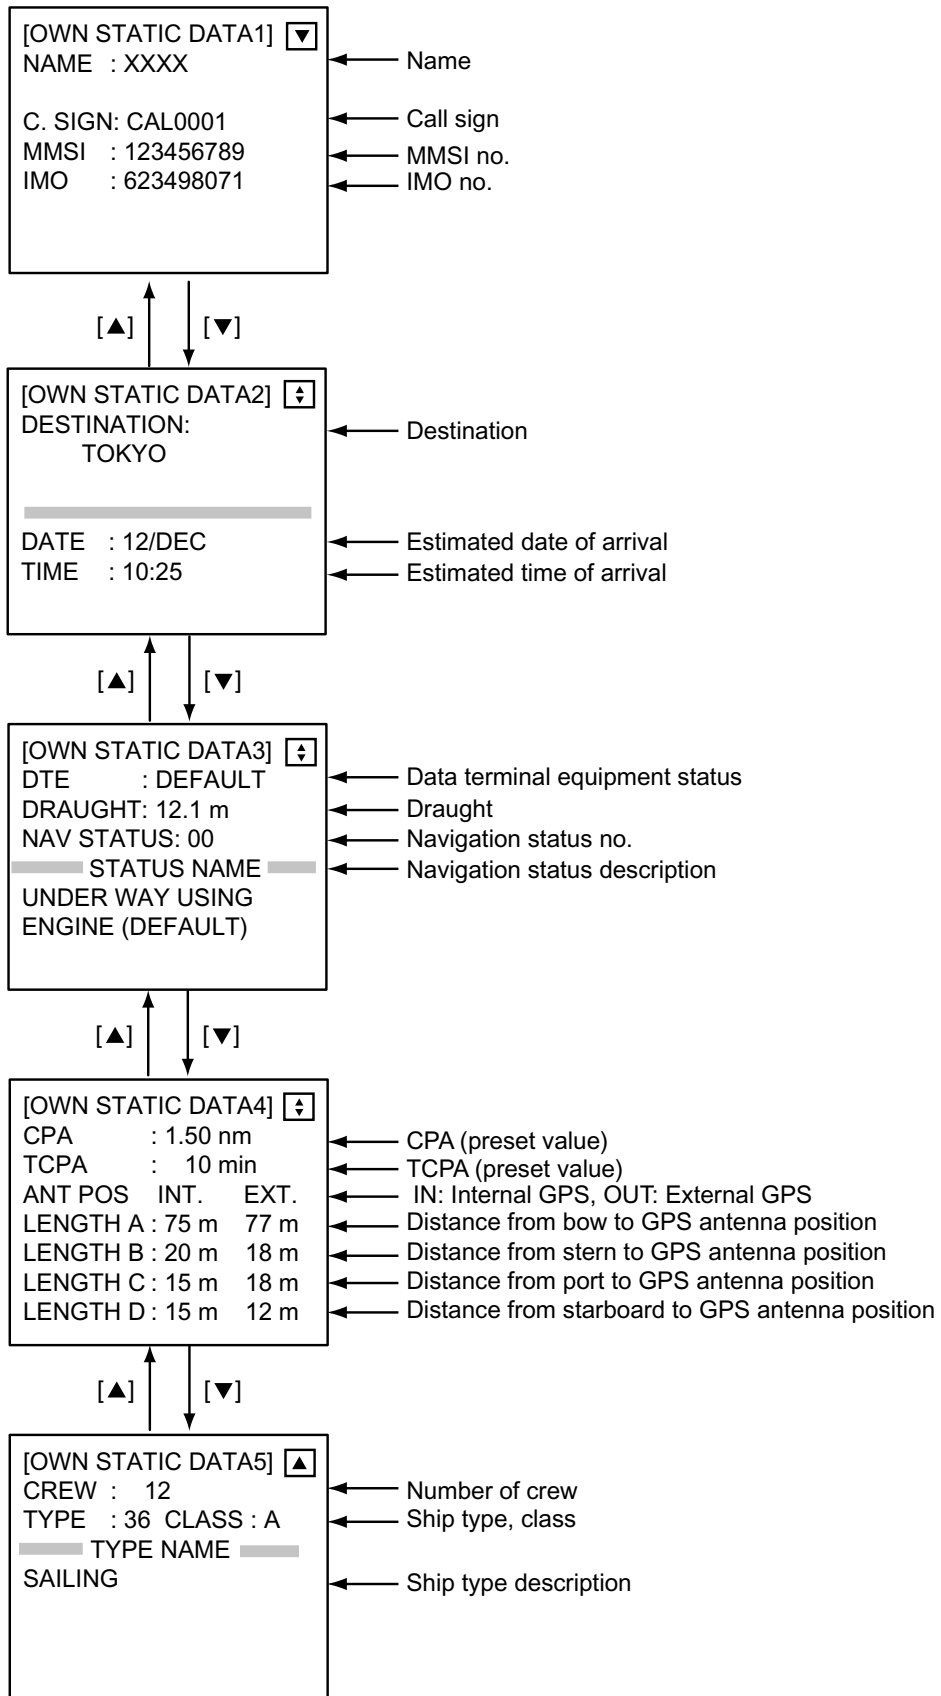 [OWN STATIC DATA1] ▼
NAME : XXXX
Name
C. SIGN: CAL0001
Call sign
MMSI : 123456789
MMSI no.
IMO : 623498071
IMO no.
[▲] [▼]
[OWN STATIC DATA2]
DESTINATION:
Destination
TOKYO
DATE : 12/DEC
Estimated date of arrival
TIME : 10:25
Estimated time of arrival
[▲] [▼]
[OWN STATIC DATA3]
DTE : DEFAULT
Data terminal equipment status
DRAUGHT: 12.1 m
Draught
NAV STATUS: 00
Navigation status no.
STATUS NAME
Navigation status description
UNDER WAY USING
ENGINE (DEFAULT)
[▲] [▼]
[OWN STATIC DATA4]
CPA : 1.50 nm
CPA (preset value)
TCPA : 10 min
TCPA (preset value)
ANT POS INT. EXT.
IN: Internal GPS, OUT: External GPS
LENGTH A : 75 m 77 m
Distance from bow to GPS antenna position
LENGTH B : 20 m 18 m
Distance from stern to GPS antenna position
LENGTH C : 15 m 18 m
Distance from port to GPS antenna position
LENGTH D : 15 m 12 m
Distance from starboard to GPS antenna position
[▲] [▼]
[OWN STATIC DATA5] ▲
CREW : 12
Number of crew
TYPE : 36 CLASS : A
Ship type, class
TYPE NAME
SAILING
Ship type description